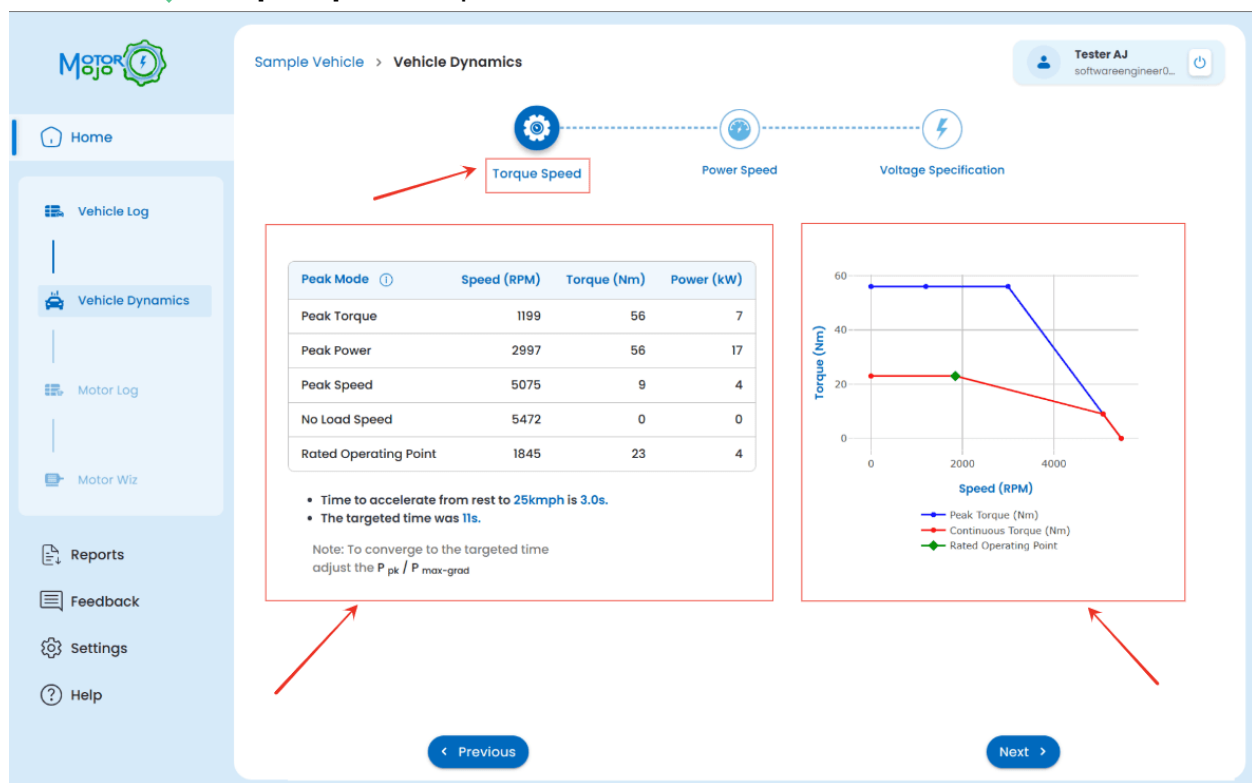 MOTOR
MOJO
Sample Vehicle > Vehicle Dynamics
Tester AJ
softwareengineer0...
Home
Torque Speed
Power Speed
Voltage Specification
Vehicle Log
Vehicle Dynamics
Motor Log
Motor Wiz
Reports
Feedback
Settings
Help
Peak Mode Speed (RPM) Torque (Nm) Power (kW)
Peak Torque 1199 56 7
Peak Power 2997 56 17
Peak Speed 5075 9 4
No Load Speed 5472 0 0
Rated Operating Point 1845 23 4
• Time to accelerate from rest to 25kmph is 3.0s.
• The targeted time was 11s.
Note: To converge to the targeted time
adjust the P pk / P max-grad
60
40
20
0
Torque (Nm)
0 2000 4000
Speed (RPM)
Peak Torque (Nm)
Continuous Torque (Nm)
Rated Operating Point
< Previous
Next >